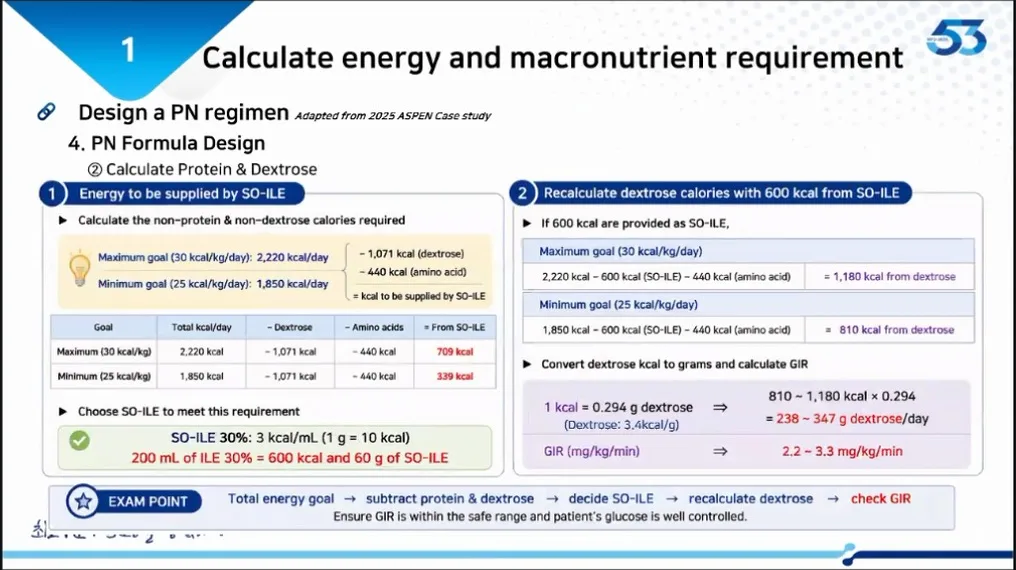 1
Calculate energy and macronutrient requirement
53
Design a PN regimen Adapted from 2025 ASPEN Case study
4. PN Formula Design
② Calculate Protein & Dextrose
1 Energy to be supplied by SO-ILE
▶ Calculate the non-protein & non-dextrose calories required
Maximum goal (30 kcal/kg/day): 2,220 kcal/day
Minimum goal (25 kcal/kg/day): 1,850 kcal/day
– 1,071 kcal (dextrose)
– 440 kcal (amino acid)
= kcal to be supplied by SO-ILE
Goal Total kcal/day – Dextrose – Amino acids = From SO-ILE
Maximum (30 kcal/kg) 2,220 kcal – 1,071 kcal – 440 kcal 709 kcal
Minimum (25 kcal/kg) 1,850 kcal – 1,071 kcal – 440 kcal 339 kcal
▶ Choose SO-ILE to meet this requirement
SO-ILE 30%: 3 kcal/mL (1 g = 10 kcal)
200 mL of ILE 30% = 600 kcal and 60 g of SO-ILE
2 Recalculate dextrose calories with 600 kcal from SO-ILE
▶ If 600 kcal are provided as SO-ILE,
Maximum goal (30 kcal/kg/day)
2,220 kcal – 600 kcal (SO-ILE) – 440 kcal (amino acid) = 1,180 kcal from dextrose
Minimum goal (25 kcal/kg/day)
1,850 kcal – 600 kcal (SO-ILE) – 440 kcal (amino acid) = 810 kcal from dextrose
▶ Convert dextrose kcal to grams and calculate GIR
1 kcal = 0.294 g dextrose ⇒ 810 ~ 1,180 kcal × 0.294
(Dextrose: 3.4kcal/g) = 238 ~ 347 g dextrose/day
GIR (mg/kg/min) ⇒ 2.2 ~ 3.3 mg/kg/min
EXAM POINT Total energy goal → subtract protein & dextrose → decide SO-ILE → recalculate dextrose → check GIR
Ensure GIR is within the safe range and patient's glucose is well controlled.